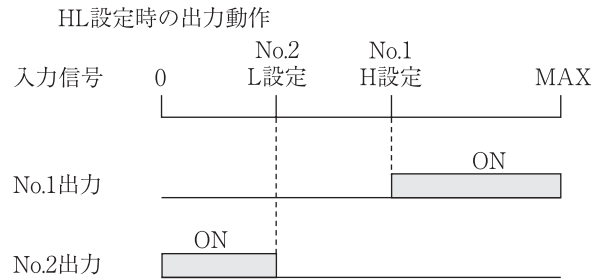 HL設定時の出力動作
No.2 No.1
入力信号 0 L設定 H設定 MAX
ON
No.1出力
ON
No.2出力